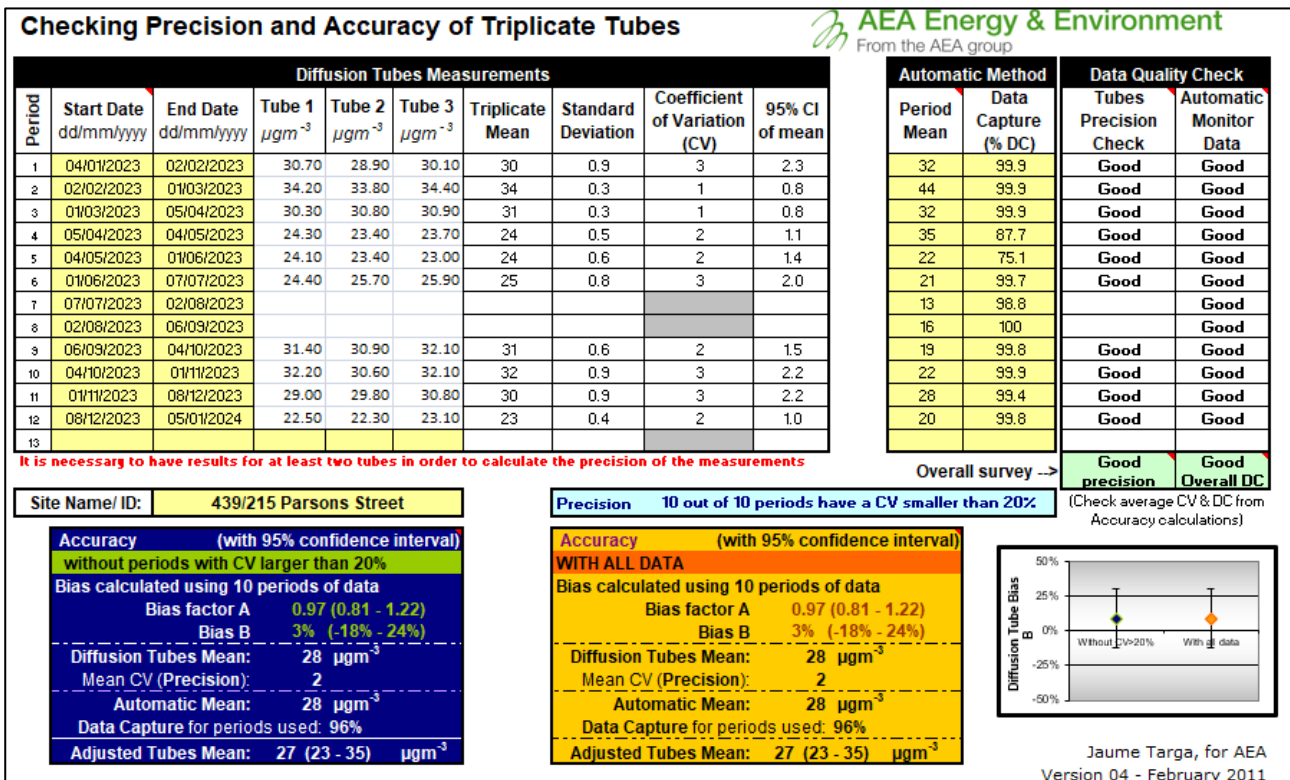 Checking Precision and Accuracy of Triplicate Tubes
AEA Energy & Environment
From the AEA group
Diffusion Tubes Measurements
Automatic Method Data Quality Check
Period Start Date dd/mm/yyyy End Date dd/mm/yyyy Tube 1 µgm⁻³ Tube 2 µgm⁻³ Tube 3 µgm⁻³ Triplicate Mean Standard Deviation Coefficient of Variation (CV) 95% CI of mean Period Mean Data Capture (% DC) Tubes Precision Check Automatic Monitor Data
1 04/01/2023 02/02/2023 30.70 28.90 30.10 30 0.9 3 2.3 32 99.9 Good Good
2 02/02/2023 01/03/2023 34.20 33.80 34.40 34 0.3 1 0.8 44 99.9 Good Good
3 01/03/2023 05/04/2023 30.30 30.80 30.90 31 0.3 1 0.8 32 99.9 Good Good
4 05/04/2023 04/05/2023 24.30 23.40 23.70 24 0.5 2 1.1 35 87.7 Good Good
5 04/05/2023 01/06/2023 24.10 23.40 23.00 24 0.6 2 1.4 22 75.1 Good Good
6 01/06/2023 07/07/2023 24.40 25.70 25.90 25 0.8 3 2.0 21 99.7 Good Good
7 07/07/2023 02/08/2023 13 98.8 Good
8 02/08/2023 06/09/2023 16 100 Good
9 06/09/2023 04/10/2023 31.40 30.90 32.10 31 0.6 2 1.5 19 99.8 Good Good
10 04/10/2023 01/11/2023 32.20 30.60 32.10 32 0.9 3 2.2 22 99.9 Good Good
11 01/11/2023 08/12/2023 29.00 29.80 30.80 30 0.9 3 2.2 28 99.4 Good Good
12 08/12/2023 05/01/2024 22.50 22.30 23.10 23 0.4 2 1.0 20 99.8 Good Good
13
It is necessary to have results for at least two tubes in order to calculate the precision of the measurements
Overall survey --> Good precision Good Overall DC
Site Name/ ID: 439/215 Parsons Street
Precision 10 out of 10 periods have a CV smaller than 20%
(Check average CV & DC from
Accuracy calculations)
Accuracy (with 95% confidence interval)
without periods with CV larger than 20%
Bias calculated using 10 periods of data
Bias factor A 0.97 (0.81 - 1.22)
Bias B 3% (-18% - 24%)
Diffusion Tubes Mean: 28 µgm⁻³
Mean CV (Precision): 2
Automatic Mean: 28 µgm⁻³
Data Capture for periods used: 96%
Adjusted Tubes Mean: 27 (23 - 35) µgm⁻³
Accuracy (with 95% confidence interval)
WITH ALL DATA
Bias calculated using 10 periods of data
Bias factor A 0.97 (0.81 - 1.22)
Bias B 3% (-18% - 24%)
Diffusion Tubes Mean: 28 µgm⁻³
Mean CV (Precision): 2
Automatic Mean: 28 µgm⁻³
Data Capture for periods used: 96%
Adjusted Tubes Mean: 27 (23 - 35) µgm⁻³
Diffusion Tube Bias B
50%
25%
0%
-25%
-50%
Without CV>20% With all data
Jaume Targa, for AEA
Version 04 - February 2011